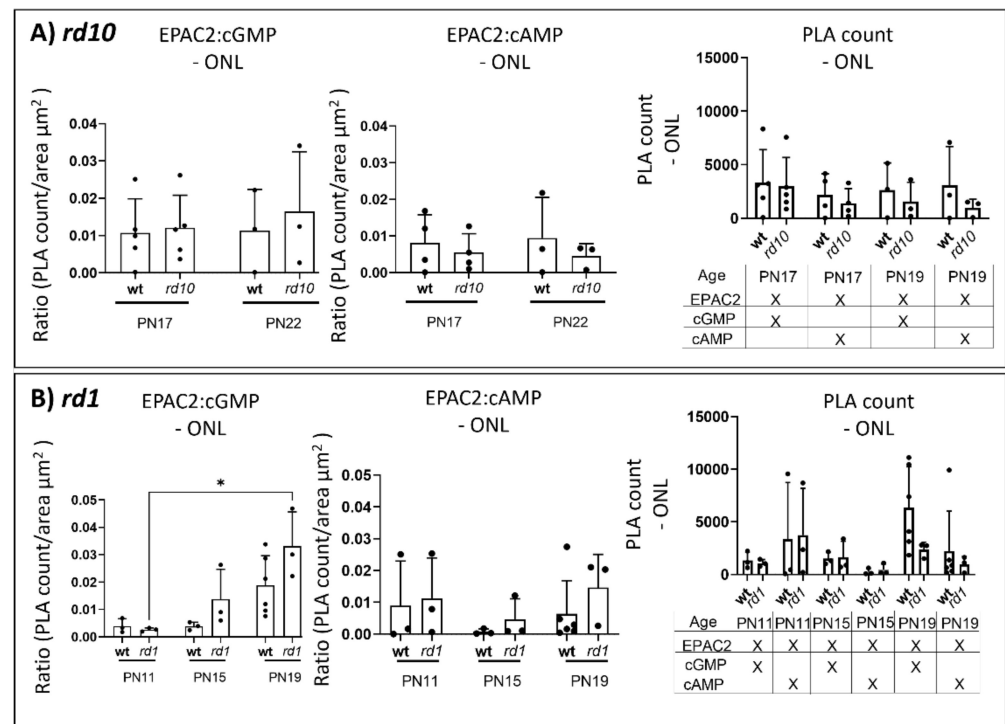 A) rd10
EPAC2:cGMP
- ONL
Ratio (PLA count/area µm²)
0.04
0.03
0.02
0.01
0.00
wt rd10 wt rd10
PN17 PN22
EPAC2:cAMP
- ONL
Ratio (PLA count/area µm²)
0.04
0.03
0.02
0.01
0.00
wt rd10 wt rd10
PN17 PN22
PLA count
- ONL
PLA count
- ONL
15000
10000
5000
0
wt rd10 wt rd10 wt rd10 wt rd10
Age PN17 PN17 PN19 PN19
EPAC2 X X X X
cGMP X X
cAMP X X
B) rd1
EPAC2:cGMP
- ONL
Ratio (PLA count/area µm²)
*
0.05
0.04
0.03
0.02
0.01
0.00
wt rd1 wt rd1 wt rd1
PN11 PN15 PN19
EPAC2:cAMP
- ONL
Ratio (PLA count/area µm²)
0.05
0.04
0.03
0.02
0.01
0.00
wt rd1 wt rd1 wt rd1
PN11 PN15 PN19
PLA count
- ONL
PLA count
- ONL
15000
10000
5000
0
wt rd1 wt rd1 wt rd1 wt rd1 wt rd1 wt rd1
Age PN11 PN11 PN15 PN15 PN19 PN19
EPAC2 X X X X X X
cGMP X X X
cAMP X X X